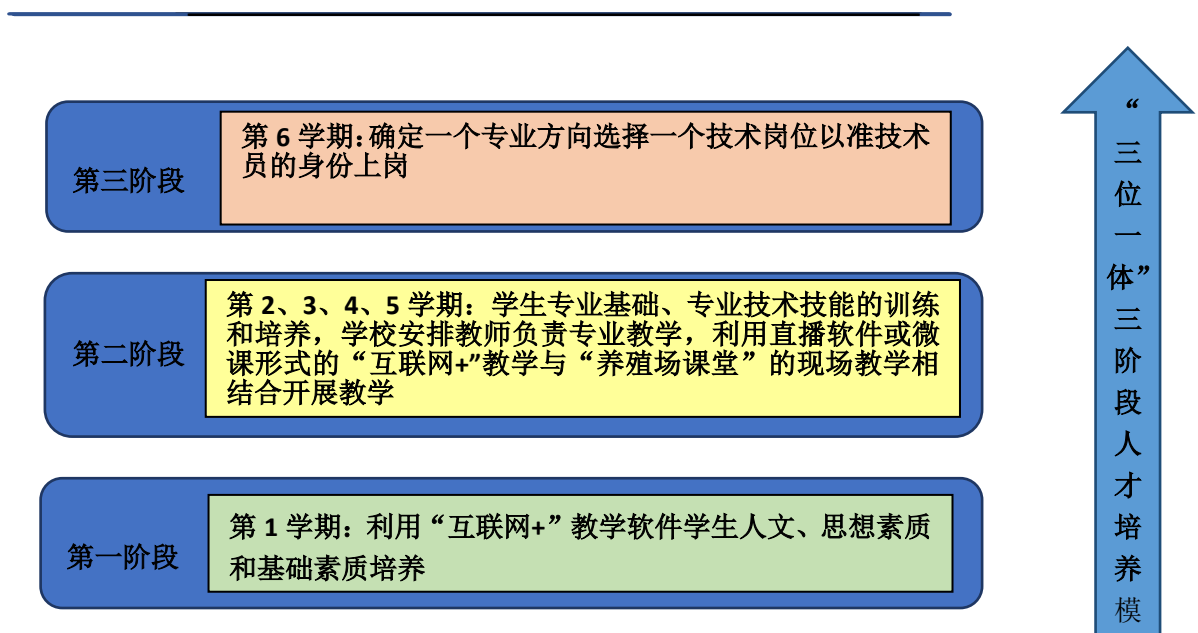 第三阶段
第 6 学期：确定一个专业方向选择一个技术岗位以准技术
员的身份上岗
第二阶段
第 2、3、4、5 学期：学生专业基础、专业技术技能的训练
和培养，学校安排教师负责专业教学，利用直播软件或微
课形式的“互联网+”教学与“养殖场课堂”的现场教学相
结合开展教学
第一阶段
第 1 学期：利用“互联网+”教学软件学生人文、思想素质
和基础素质培养
“三位一体”三阶段人才培养模